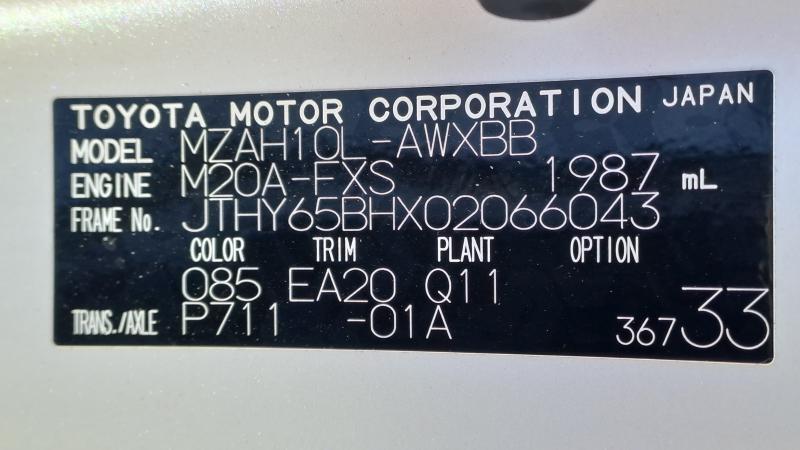 TOYOTA MOTOR CORPORATION JAPAN
MODEL MZAH10L-AWXBB
ENGINE M20A-FXS 1987 mL
FRAME No. JTHY65BHX02066043
COLOR TRIM PLANT OPTION
085 EA20 Q11
TRANS./AXLE P711 -01A 36733